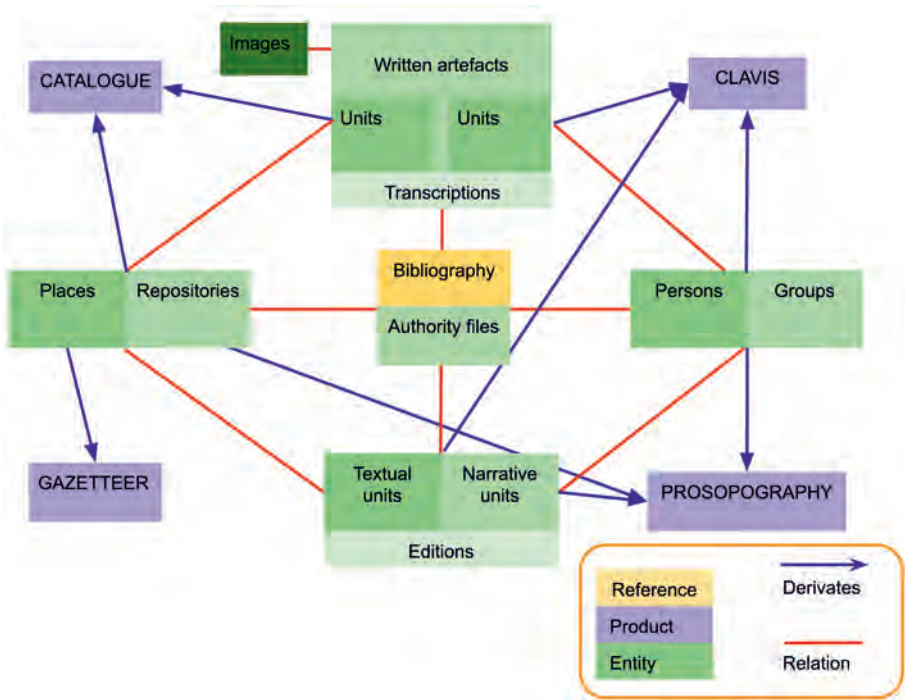 Images
Written artefacts
CATALOGUE
CLAVIS
Units
Units
Transcriptions
Bibliography
Places
Repositories
Persons
Groups
Authority files
Textual
units
Narrative
units
GAZETTEER
PROSOPOGRAPHY
Editions
Reference
Derivates
Product
Entity
Relation